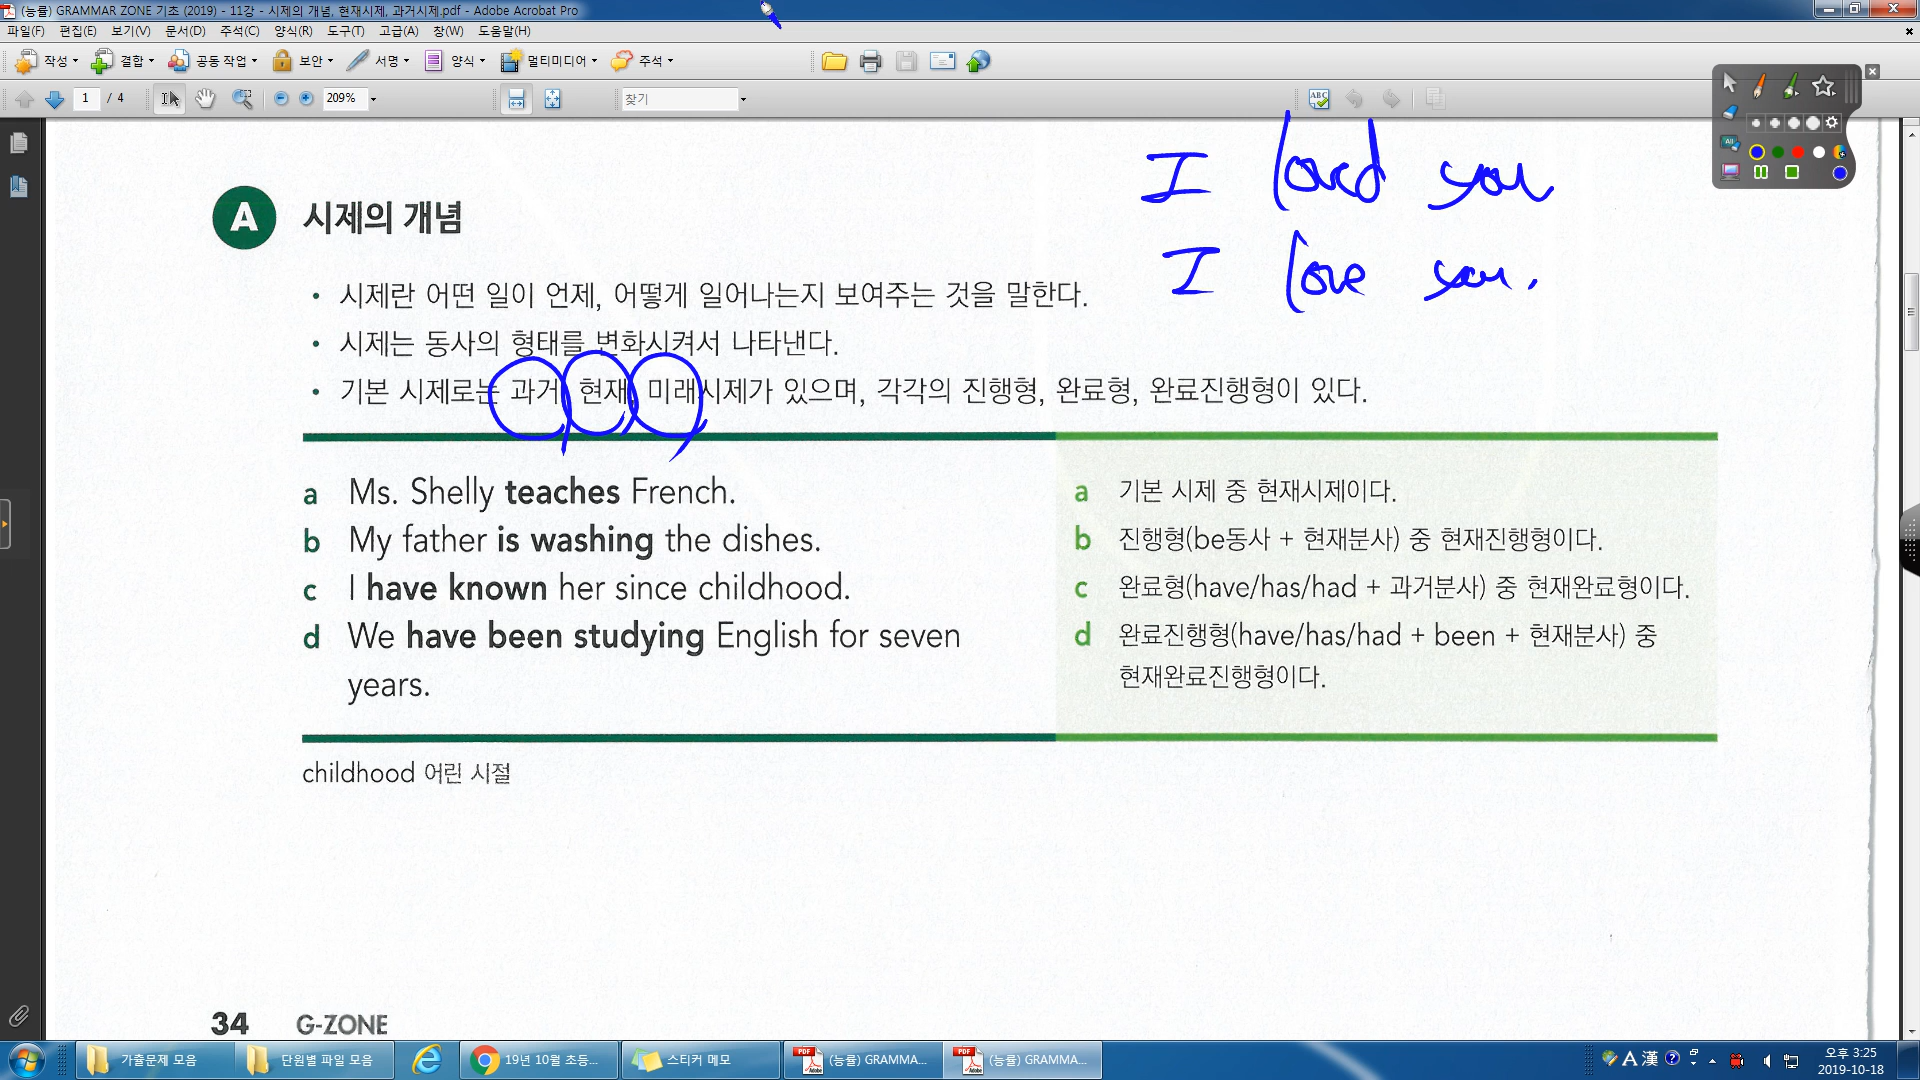 (능률) GRAMMAR ZONE 기초 (2019) - 11강 - 시제의 개념, 현재시제, 과거시제.pdf - Adobe Acrobat Pro
파일(F) 편집(E) 보기(V) 문서(D) 주석(C) 양식(R) 도구(T) 고급(A) 창(W) 도움말(H)
작성 결합 공동 작업 보안 서명 양식 멀티미디어 주석
1 / 4 209% 찾기
I loved you
I love you.
A 시제의 개념
• 시제란 어떤 일이 언제, 어떻게 일어나는지 보여주는 것을 말한다.
• 시제는 동사의 형태를 변화시켜서 나타낸다.
• 기본 시제로는 과거, 현재, 미래시제가 있으며, 각각의 진행형, 완료형, 완료진행형이 있다.
a Ms. Shelly teaches French.
b My father is washing the dishes.
c I have known her since childhood.
d We have been studying English for seven
years.
a 기본 시제 중 현재시제이다.
b 진행형(be동사 + 현재분사) 중 현재진행형이다.
c 완료형(have/has/had + 과거분사) 중 현재완료형이다.
d 완료진행형(have/has/had + been + 현재분사) 중
현재완료진행형이다.
childhood 어린 시절
34 G-ZONE
가출문제 모음 단원별 파일 모음 19년 10월 초등... 스티커 메모 (능률) GRAMMA... (능률) GRAMMA... A 漢 오후 3:25
2019-10-18